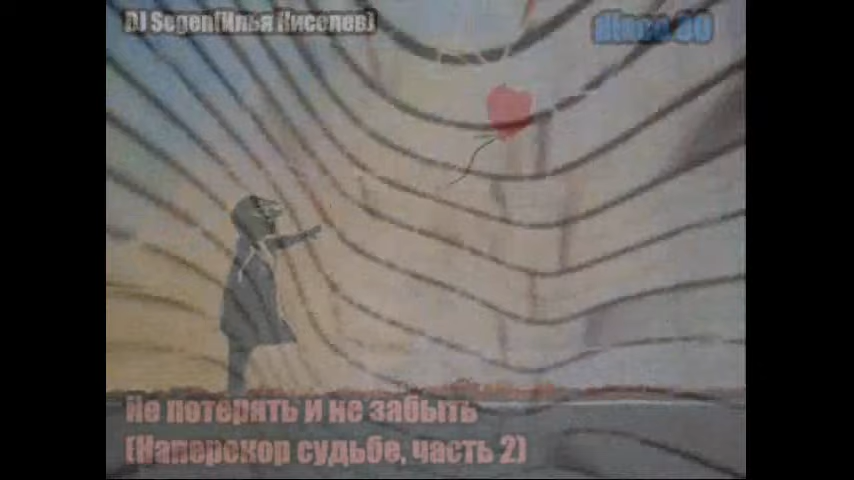 DJ Segen(Илья Киселев)
Не потерять и не забыть
(Наперекор судьбе, часть 2)